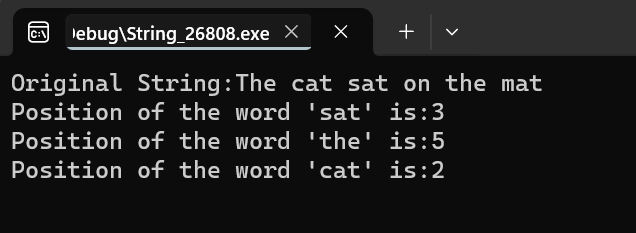 ebug\String_26808.exe
Original String:The cat sat on the mat
Position of the word 'sat' is:3
Position of the word 'the' is:5
Position of the word 'cat' is:2